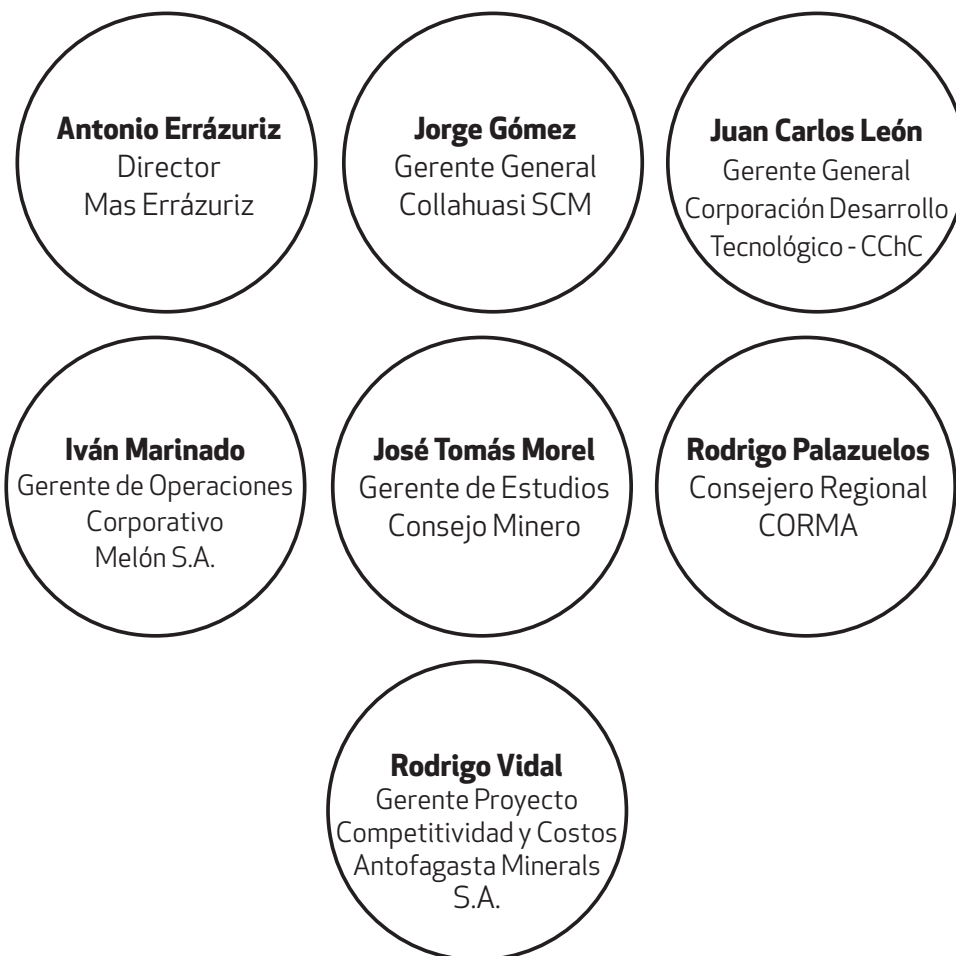 Antonio Errázuriz
Director
Mas Errázuriz
Jorge Gómez
Gerente General
Collahuasi SCM
Juan Carlos León
Gerente General
Corporación Desarrollo
Tecnológico - CChC
Iván Marinado
Gerente de Operaciones
Corporativo
Melón S.A.
José Tomás Morel
Gerente de Estudios
Consejo Minero
Rodrigo Palazuelos
Consejero Regional
CORMA
Rodrigo Vidal
Gerente Proyecto
Competitividad y Costos
Antofagasta Minerals
S.A.